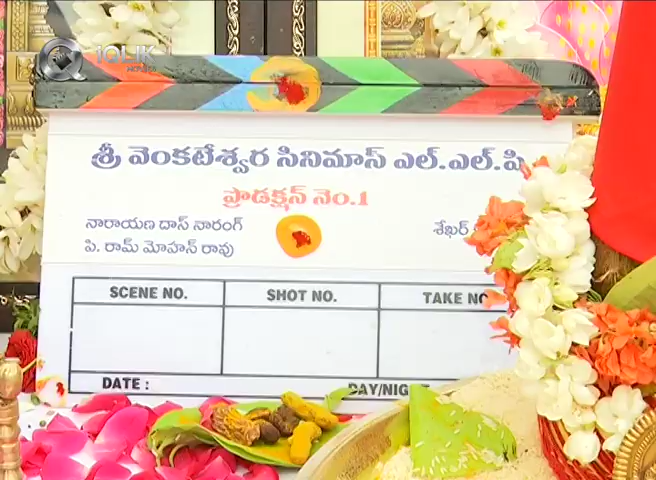 iQLIK
శ్రీ వెంకటేశ్వర సినిమాస్ ఎల్.ఎల్.పి
ప్రొడక్షన్ నెం.1
నారాయణ దాస్ నారంగ్ శేఖర్
పి. రామ్ మోహన్ రావు
SCENE NO. SHOT NO. TAKE NO
DATE : DAY/NIGHT